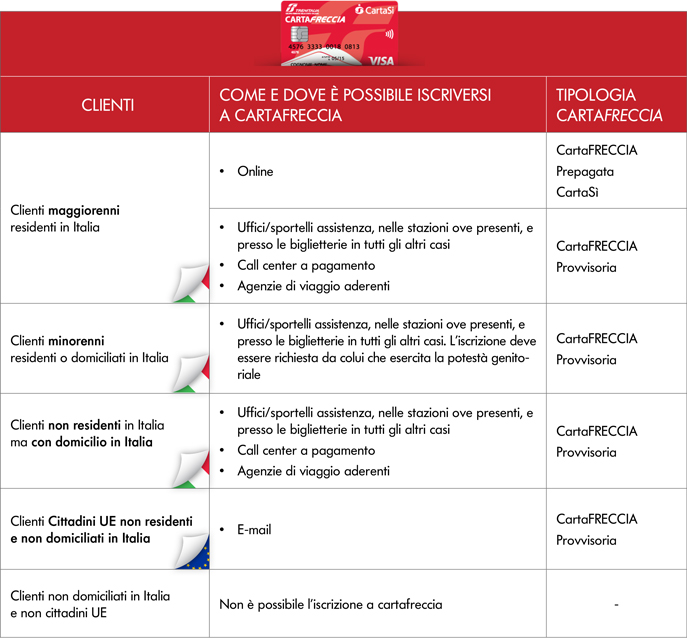 TRENITALIA
CARTAFRECCIA
CartaSì
4576 3333 0018 0813
VISA
CLIENTI
COME E DOVE È POSSIBILE ISCRIVERSI
A CARTAFRECCIA
TIPOLOGIA
CARTAFRECCIA
Clienti maggiorenni
residenti in Italia
• Online
CartaFRECCIA
Prepagata
CartaSì
• Uffici/sportelli assistenza, nelle stazioni ove presenti, e
presso le biglietterie in tutti gli altri casi
• Call center a pagamento
• Agenzie di viaggio aderenti
CartaFRECCIA
Provvisoria
Clienti minorenni
residenti o domiciliati in Italia
• Uffici/sportelli assistenza, nelle stazioni ove presenti, e
presso le biglietterie in tutti gli altri casi. L'iscrizione deve
essere richiesta da colui che esercita la potestà genito-
riale
CartaFRECCIA
Provvisoria
Clienti non residenti in Italia
ma con domicilio in Italia
• Uffici/sportelli assistenza, nelle stazioni ove presenti, e
presso le biglietterie in tutti gli altri casi
• Call center a pagamento
• Agenzie di viaggio aderenti
CartaFRECCIA
Provvisoria
Clienti Cittadini UE non residenti
e non domiciliati in Italia
• E-mail
CartaFRECCIA
Provvisoria
Clienti non domiciliati in Italia
e non cittadini UE
Non è possibile l'iscrizione a cartafreccia
-